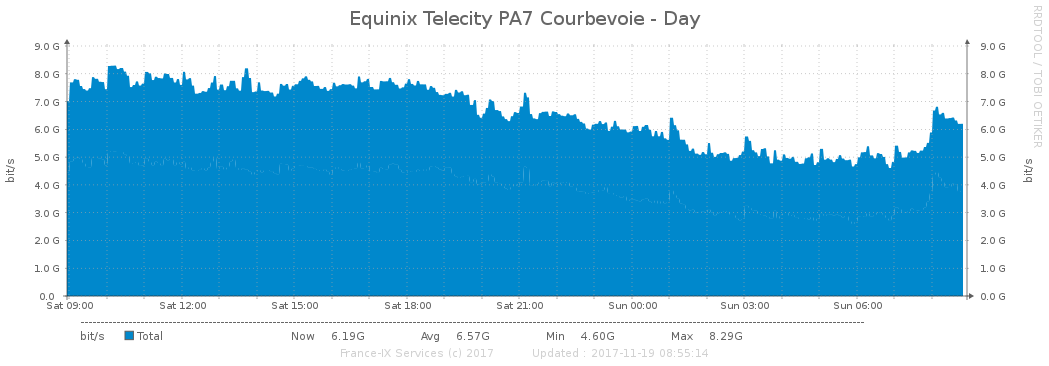 Equinix Telecity PA7 Courbevoie - Day
RRDTOOL / TOBI OETIKER
bit/s
9.0 G
8.0 G
7.0 G
6.0 G
5.0 G
4.0 G
3.0 G
2.0 G
1.0 G
0.0
9.0 G
8.0 G
7.0 G
6.0 G
5.0 G
4.0 G
3.0 G
2.0 G
1.0 G
0.0 G
bit/s
Sat 09:00 Sat 12:00 Sat 15:00 Sat 18:00 Sat 21:00 Sun 00:00 Sun 03:00 Sun 06:00
bit/s Total Now 6.19G Avg 6.57G Min 4.60G Max 8.29G
France-IX Services (c) 2017 Updated : 2017-11-19 08:55:14